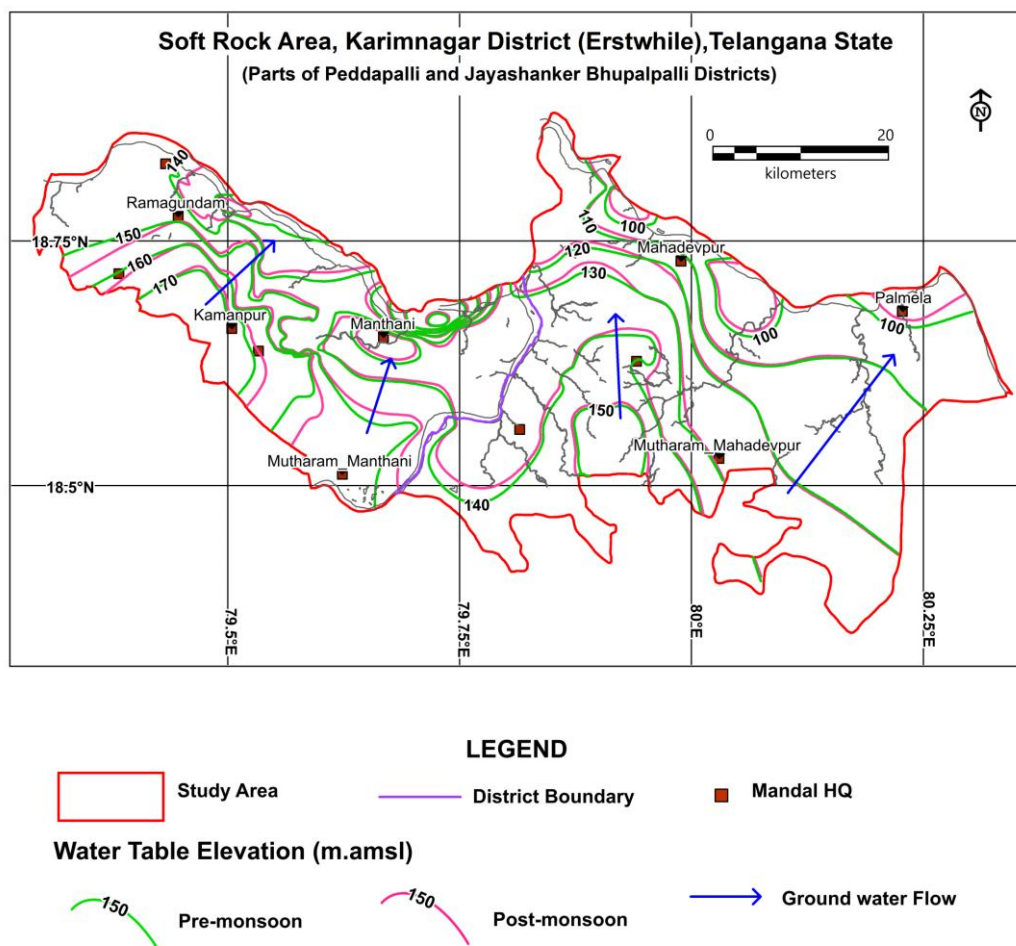 Soft Rock Area, Karimnagar District (Erstwhile),Telangana State
(Parts of Peddapalli and Jayashanker Bhupalpalli Districts)
N
0 20
kilometers
140
Ramagundam
110
100
150
18.75°N
120
Mahadevpur
160
130
170
Palmela
Kamanpur
Manthani
100
100
150
Mutharam_Mahadevpur
Mutharam_Manthani
18.5°N
140
79.5°E
79.75°E
80°E
80.25°E
LEGEND
Study Area
District Boundary
Mandal HQ
Water Table Elevation (m.amsl)
150
Pre-monsoon
150
Post-monsoon
Ground water Flow